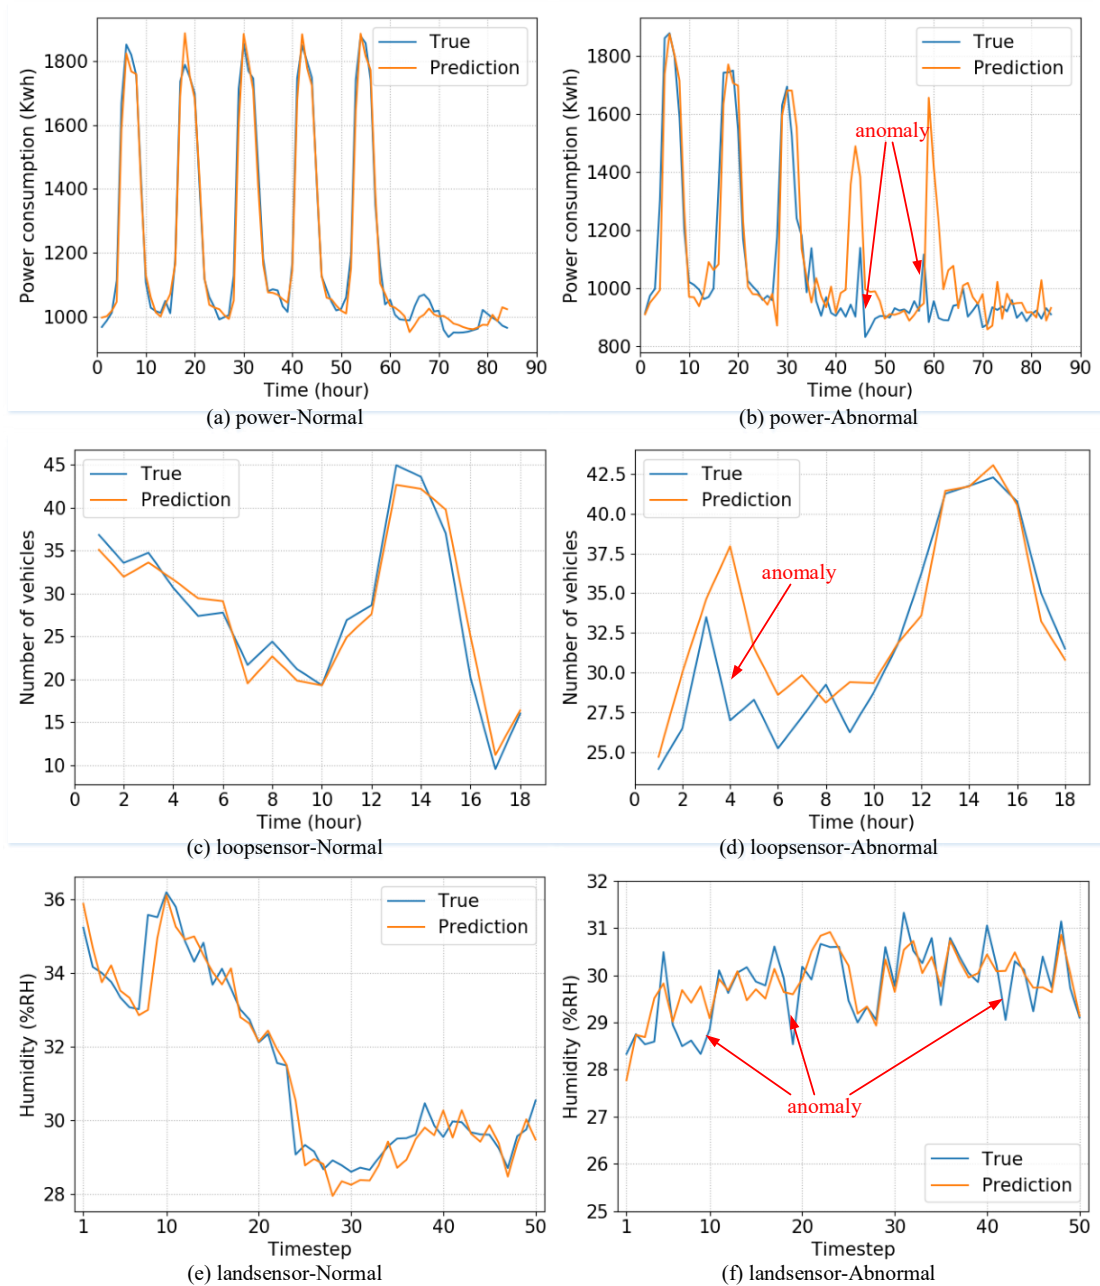 True
Prediction
1800
1600
1400
1200
1000
0 10 20 30 40 50 60 70 80 90
Power consumption (Kwh)
Time (hour)
(a) power-Normal
True
Prediction
anomaly
1800
1600
1400
1200
1000
800
0 10 20 30 40 50 60 70 80 90
Power consumption (Kwh)
Time (hour)
(b) power-Abnormal
True
Prediction
45
40
35
30
25
20
15
10
0 2 4 6 8 10 12 14 16 18
Number of vehicles
Time (hour)
(c) loopsensor-Normal
True
Prediction
anomaly
42.5
40.0
37.5
35.0
32.5
30.0
27.5
25.0
0 2 4 6 8 10 12 14 16 18
Number of vehicles
Time (hour)
(d) loopsensor-Abnormal
True
Prediction
36
34
32
30
28
1 10 20 30 40 50
Humidity (%RH)
Timestep
(e) landsensor-Normal
32
31
30
29
28
27
26
25
anomaly
True
Prediction
1 10 20 30 40 50
Humidity (%RH)
Timestep
(f) landsensor-Abnormal